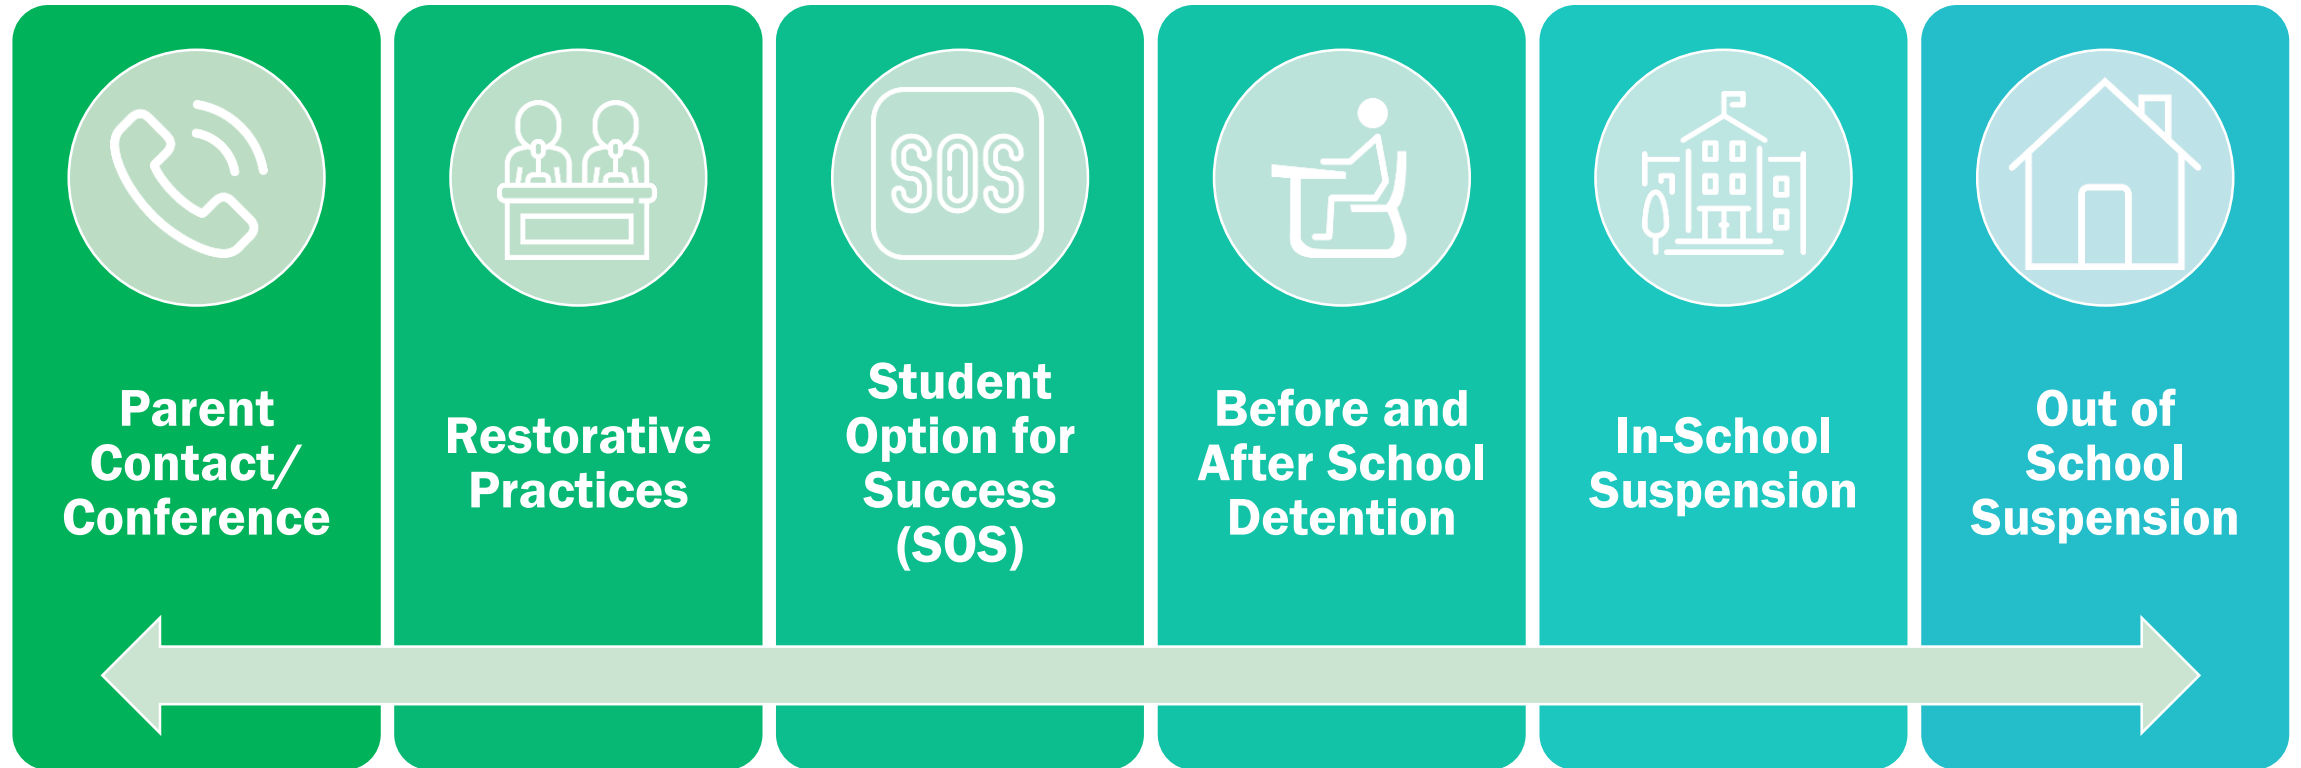 Parent
Contact/
Conference
Restorative
Practices
SOS
Student
Option for
Success
(SOS)
Before and
After School
Detention
In-School
Suspension
Out of
School
Suspension